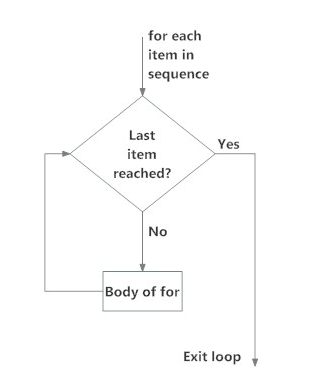 for each
item in
sequence
Last
item
reached?
Yes
No
Body of for
Exit loop